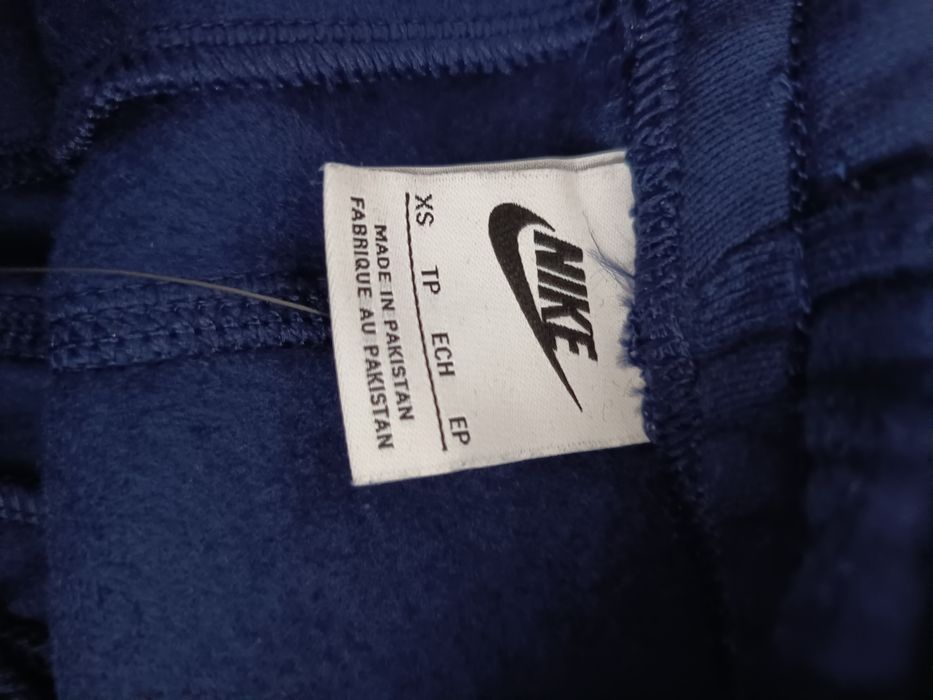 NIKE
XS TP ECH EP
MADE IN PAKISTAN
FABRIQUE AU PAKISTAN